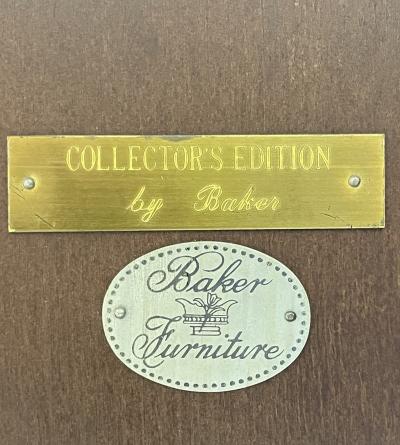 COLLECTOR'S EDITION
by Baker
Baker
Furniture